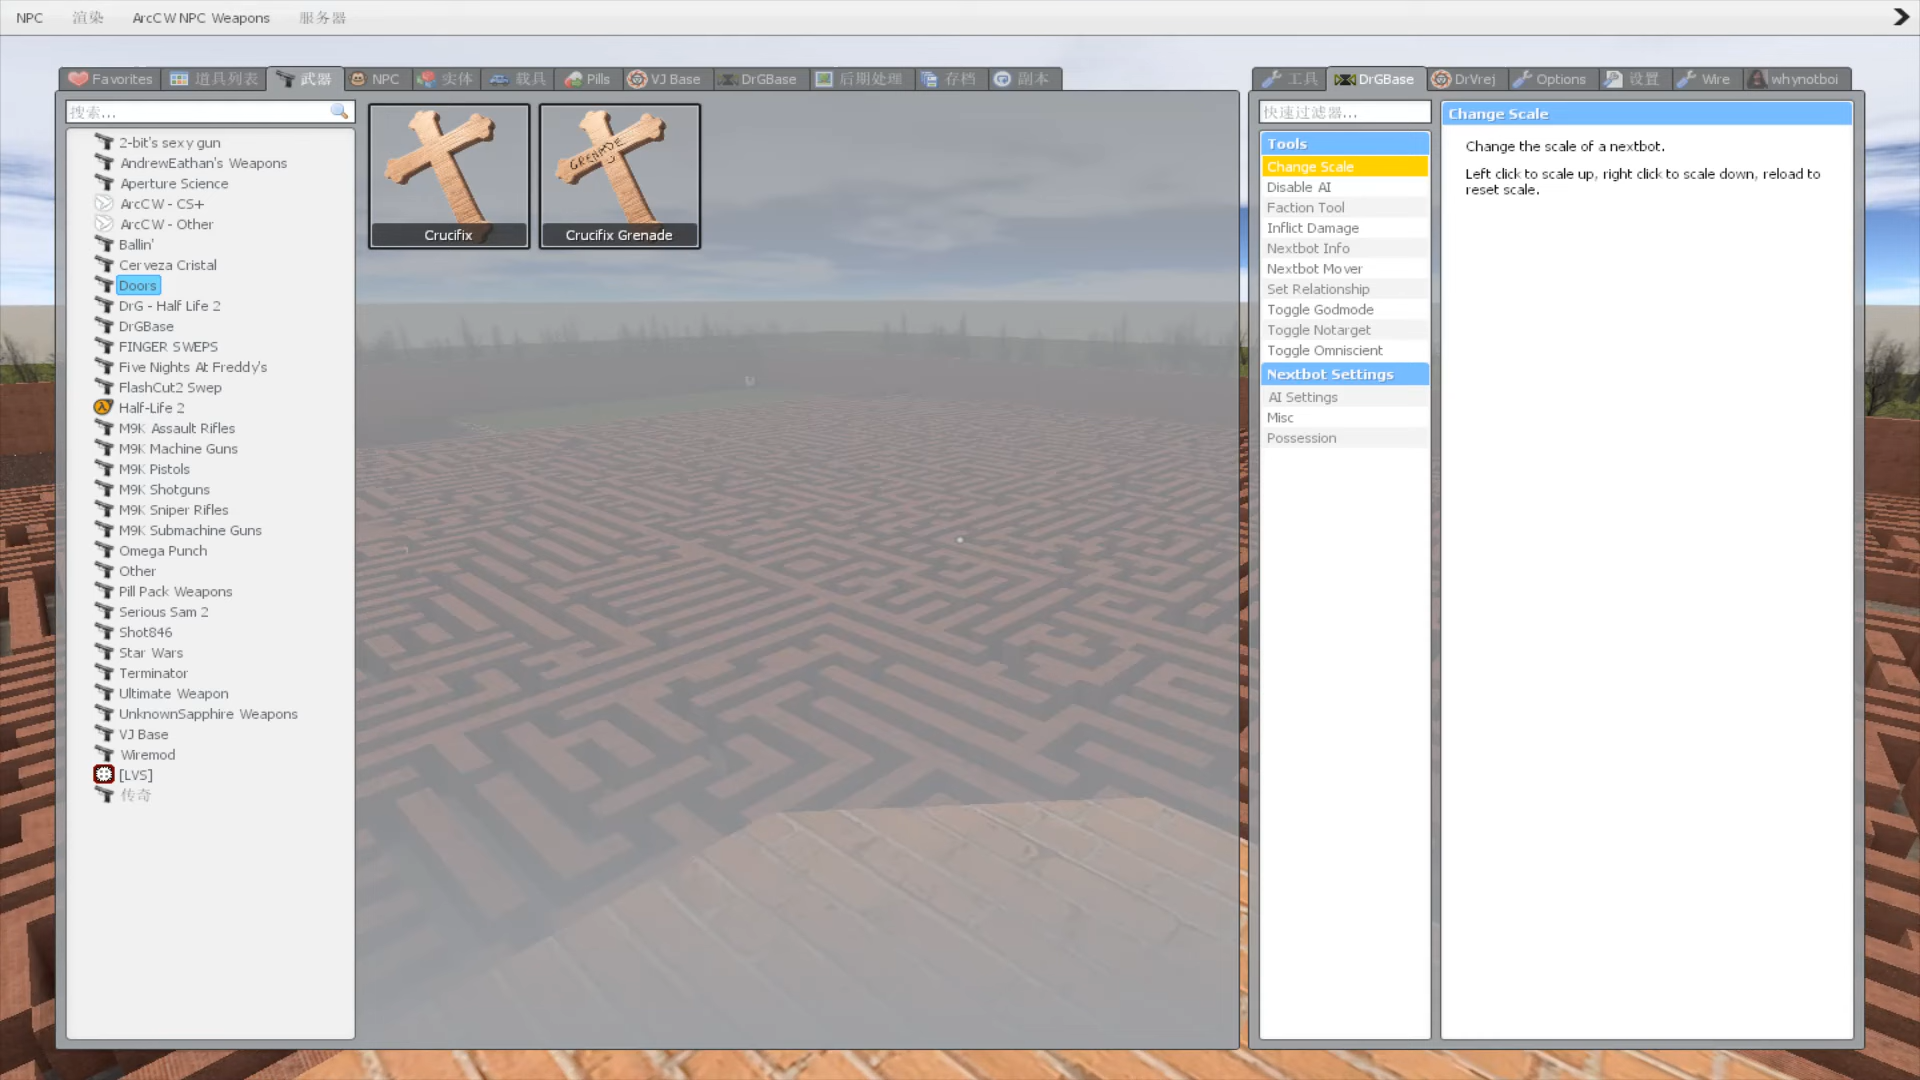 NPC 渲染 ArcCW NPC Weapons 服务器
Favorites 道具列表 武器 NPC 实体 载具 Pills VJ Base DrGBase 后期处理 存档 副本
工具 DrGBase DrVrej Options 设置 Wire whynotboi
搜索...
2-bit's sexy gun
AndrewEathan's Weapons
Aperture Science
ArcCW - CS+
ArcCW - Other
Ballin'
Cerveza Cristal
Doors
DrG - Half Life 2
DrGBase
FINGER SWEPS
Five Nights At Freddy's
FlashCut2 Swep
Half-Life 2
M9K Assault Rifles
M9K Machine Guns
M9K Pistols
M9K Shotguns
M9K Sniper Rifles
M9K Submachine Guns
Omega Punch
Other
Pill Pack Weapons
Serious Sam 2
Shot846
Star Wars
Terminator
Ultimate Weapon
UnknownSapphire Weapons
VJ Base
Wiremod
[LVS]
传奇
Crucifix
GRENADE
Crucifix Grenade
快速过滤器...
Tools
Change Scale
Disable AI
Faction Tool
Inflict Damage
Nextbot Info
Nextbot Mover
Set Relationship
Toggle Godmode
Toggle Notarget
Toggle Omniscient
Nextbot Settings
AI Settings
Misc
Possession
Change Scale
Change the scale of a nextbot.
Left click to scale up, right click to scale down, reload to
reset scale.